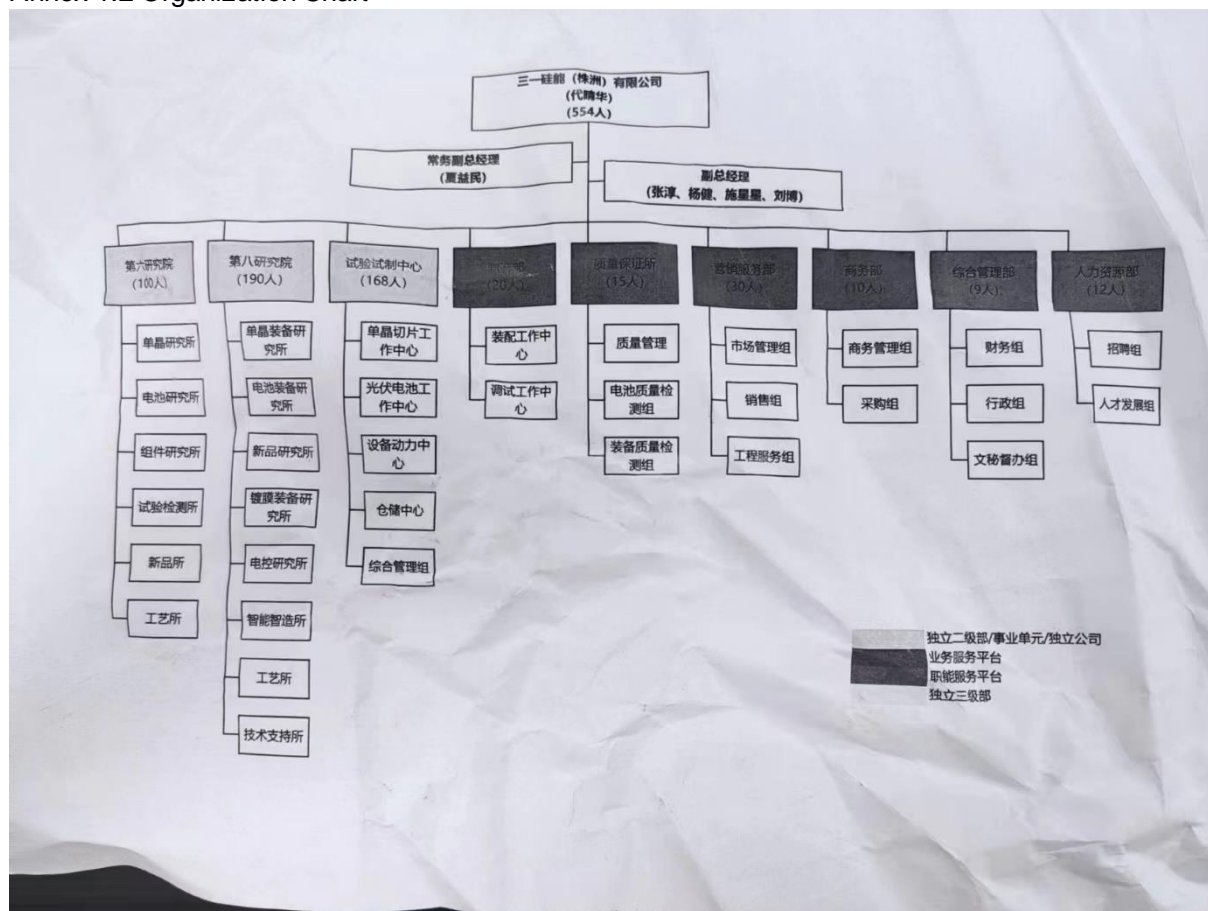 Annex 1.2 Organization Chart
三一硅能（株洲）有限公司
(代晴华)
(554人)
常务副总经理
(夏益民)
副总经理
(张淳、杨健、施星星、刘博)
第六研究院
(100人)
第八研究院
(190人)
试验试制中心
(168人)
(20人)
质量保证所
(15人)
营销服务部
(30人)
商务部
(10人)
综合管理部
(9人)
人力资源部
(12人)
单晶研究所
电池研究所
组件研究所
试验检测所
新品所
工艺所
单晶装备研
究所
电池装备研
究所
新品研究所
镀膜装备研
究所
电控研究所
智能智造所
工艺所
技术支持所
单晶切片工
作中心
光伏电池工
作中心
设备动力中
心
仓储中心
综合管理组
装配工作中
心
调试工作中
心
质量管理
电池质量检
测组
装备质量检
测组
市场管理组
销售组
工程服务组
商务管理组
采购组
财务组
行政组
文秘督办组
招聘组
人才发展组
独立二级部/事业单元/独立公司
业务服务平台
职能服务平台
独立三级部